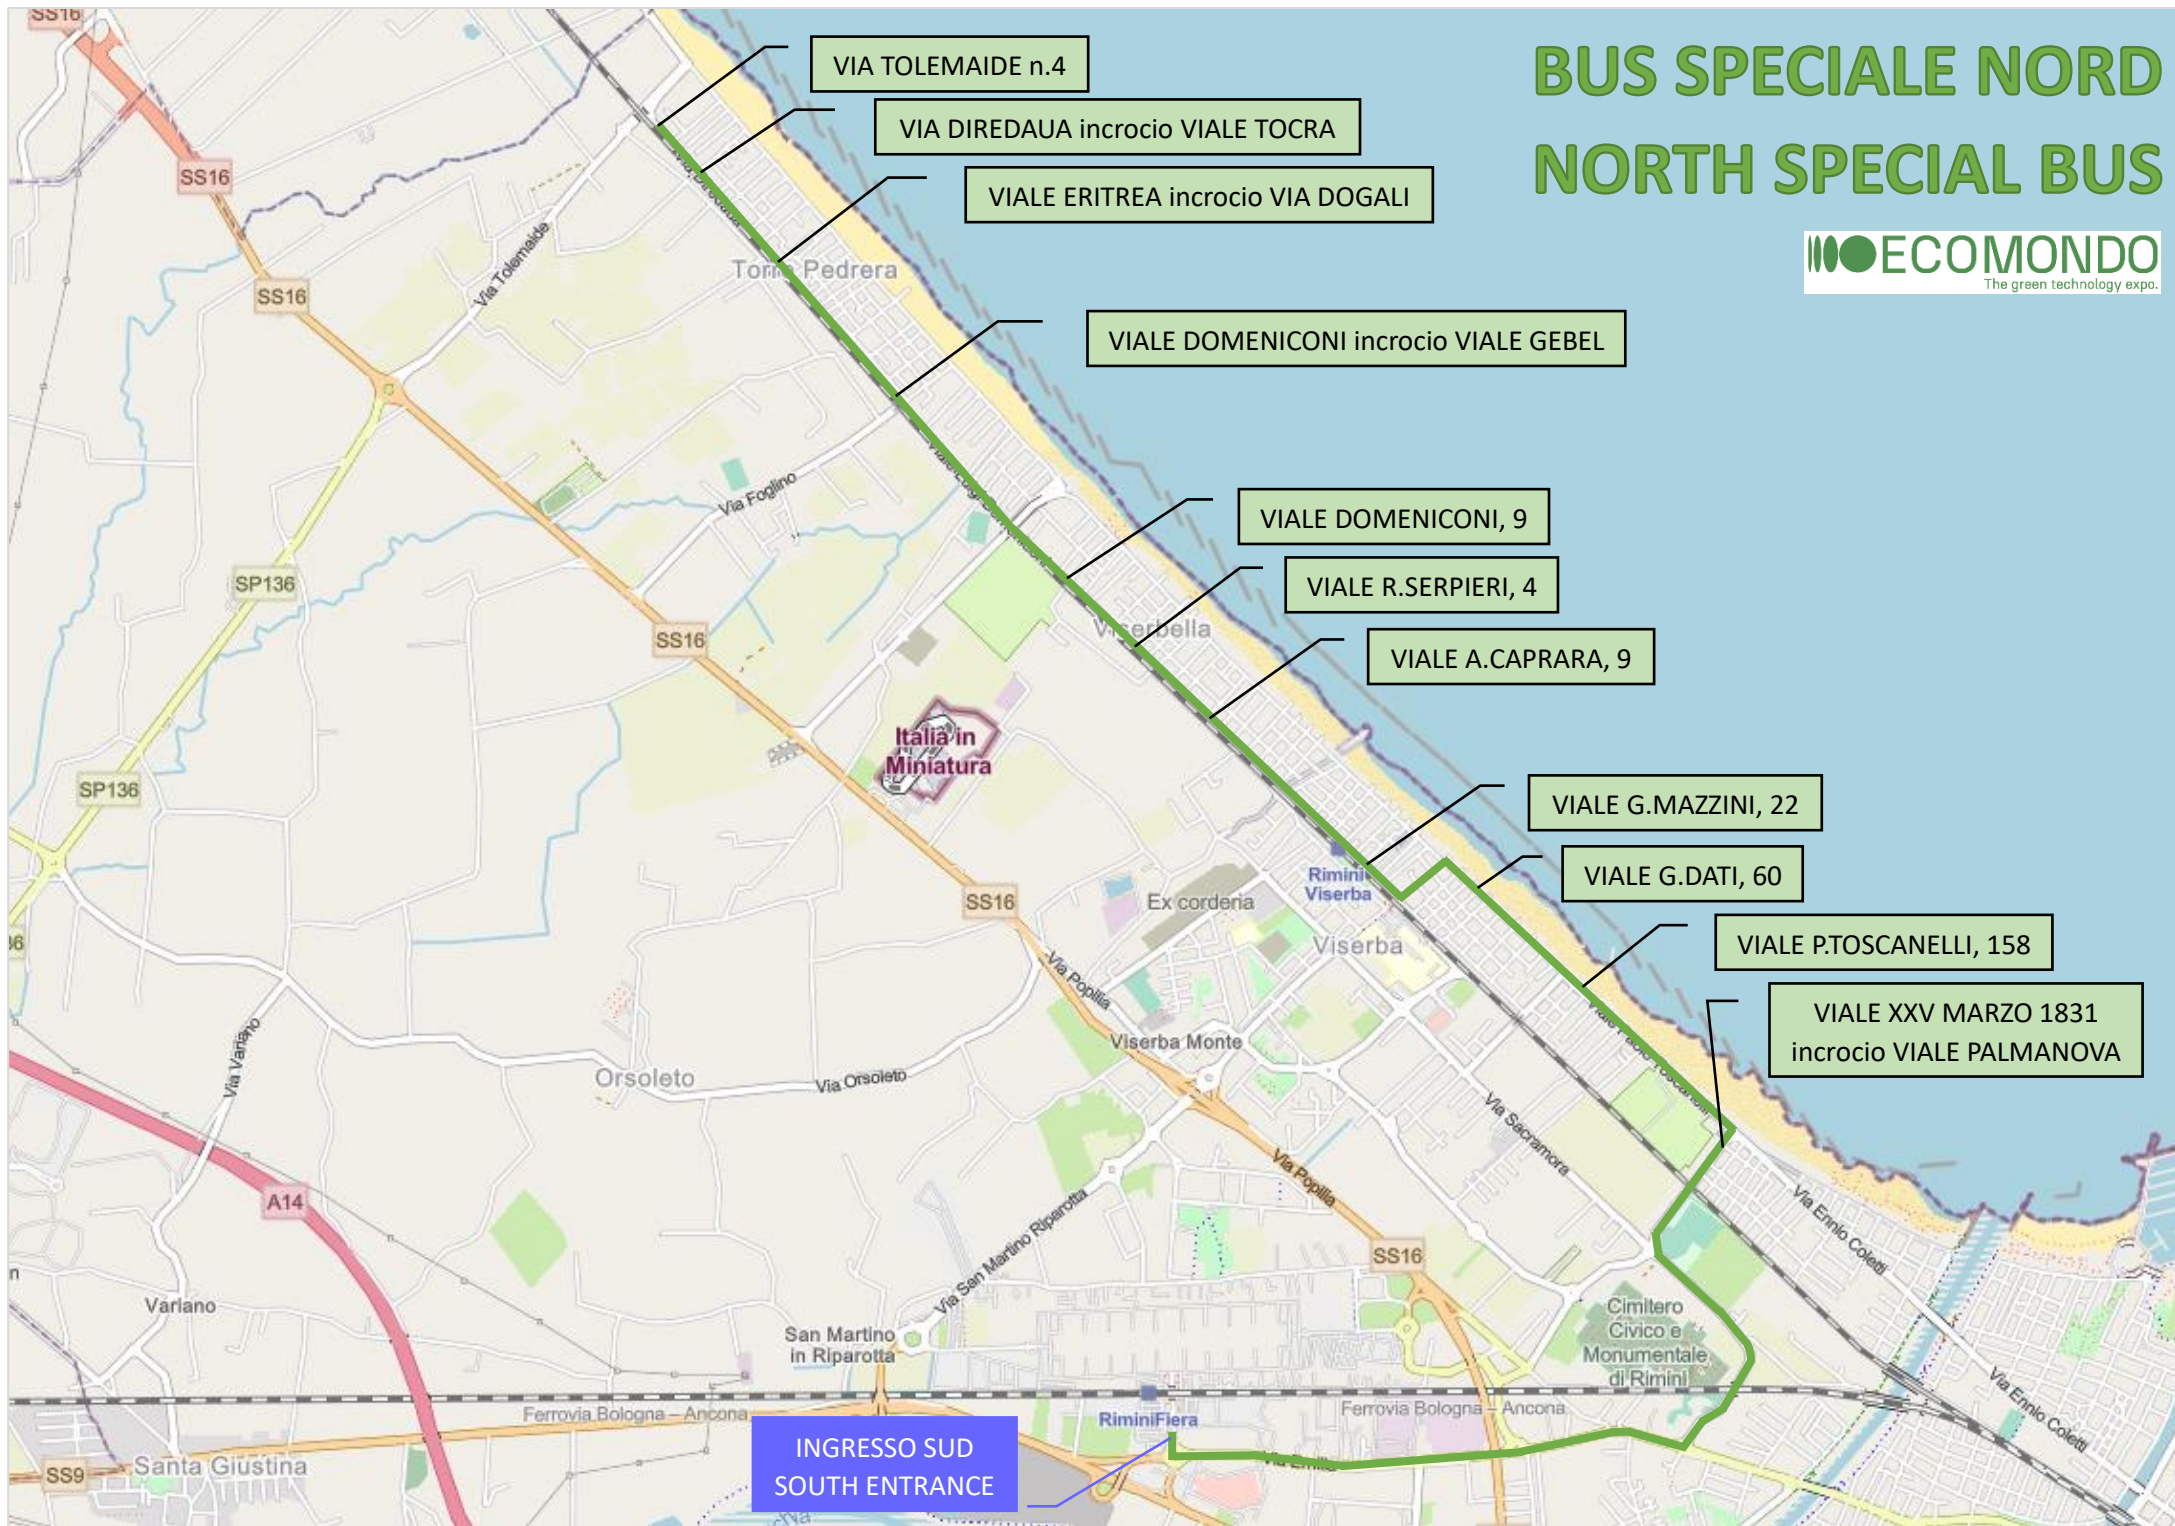 BUS SPECIALE NORD
NORTH SPECIAL BUS
ECOMONDO
The green technology expo.
VIA TOLEMAIDE n.4
VIA DIREDAUA incrocio VIALE TOCRA
VIALE ERITREA incrocio VIA DOGALI
VIALE DOMENICONI incrocio VIALE GEBEL
VIALE DOMENICONI, 9
VIALE R.SERPIERI, 4
VIALE A.CAPRARA, 9
VIALE G.MAZZINI, 22
VIALE G.DATI, 60
VIALE P.TOSCANELLI, 158
VIALE XXV MARZO 1831
incrocio VIALE PALMANOVA
INGRESSO SUD
SOUTH ENTRANCE
SS16
SS16
SS16
Via Tolemaide
Torre Pedrera
Via Foglino
SP136
SS16
Viserbella
Italia in
Miniatura
SP136
SS16
Ex corderia
Rimini
Viserba
Viserba
Via Popilia
Viserba Monte
Via Variano
Orsoleto
Via Orsoleto
Via Sacramora
Via Popilia
A14
Via San Martino Riparotta
SS16
Via Ennio Coletti
Variano
San Martino
in Riparotta
Cimitero
Civico e
Monumentale
di Rimini
Ferrovia Bologna – Ancona
RiminiFiera
Ferrovia Bologna – Ancona
Via Ennio Coletti
SS9
Santa Giustina
Via Emilia